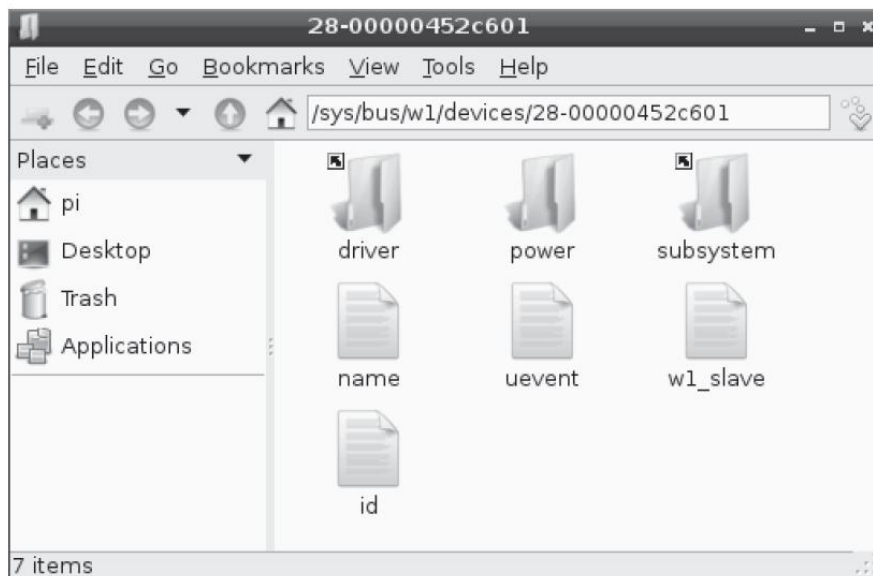 28-00000452c601
File Edit Go Bookmarks View Tools Help
/sys/bus/w1/devices/28-00000452c601
Places
pi
Desktop
Trash
Applications
driver power subsystem
name uevent w1_slave
id
7 items